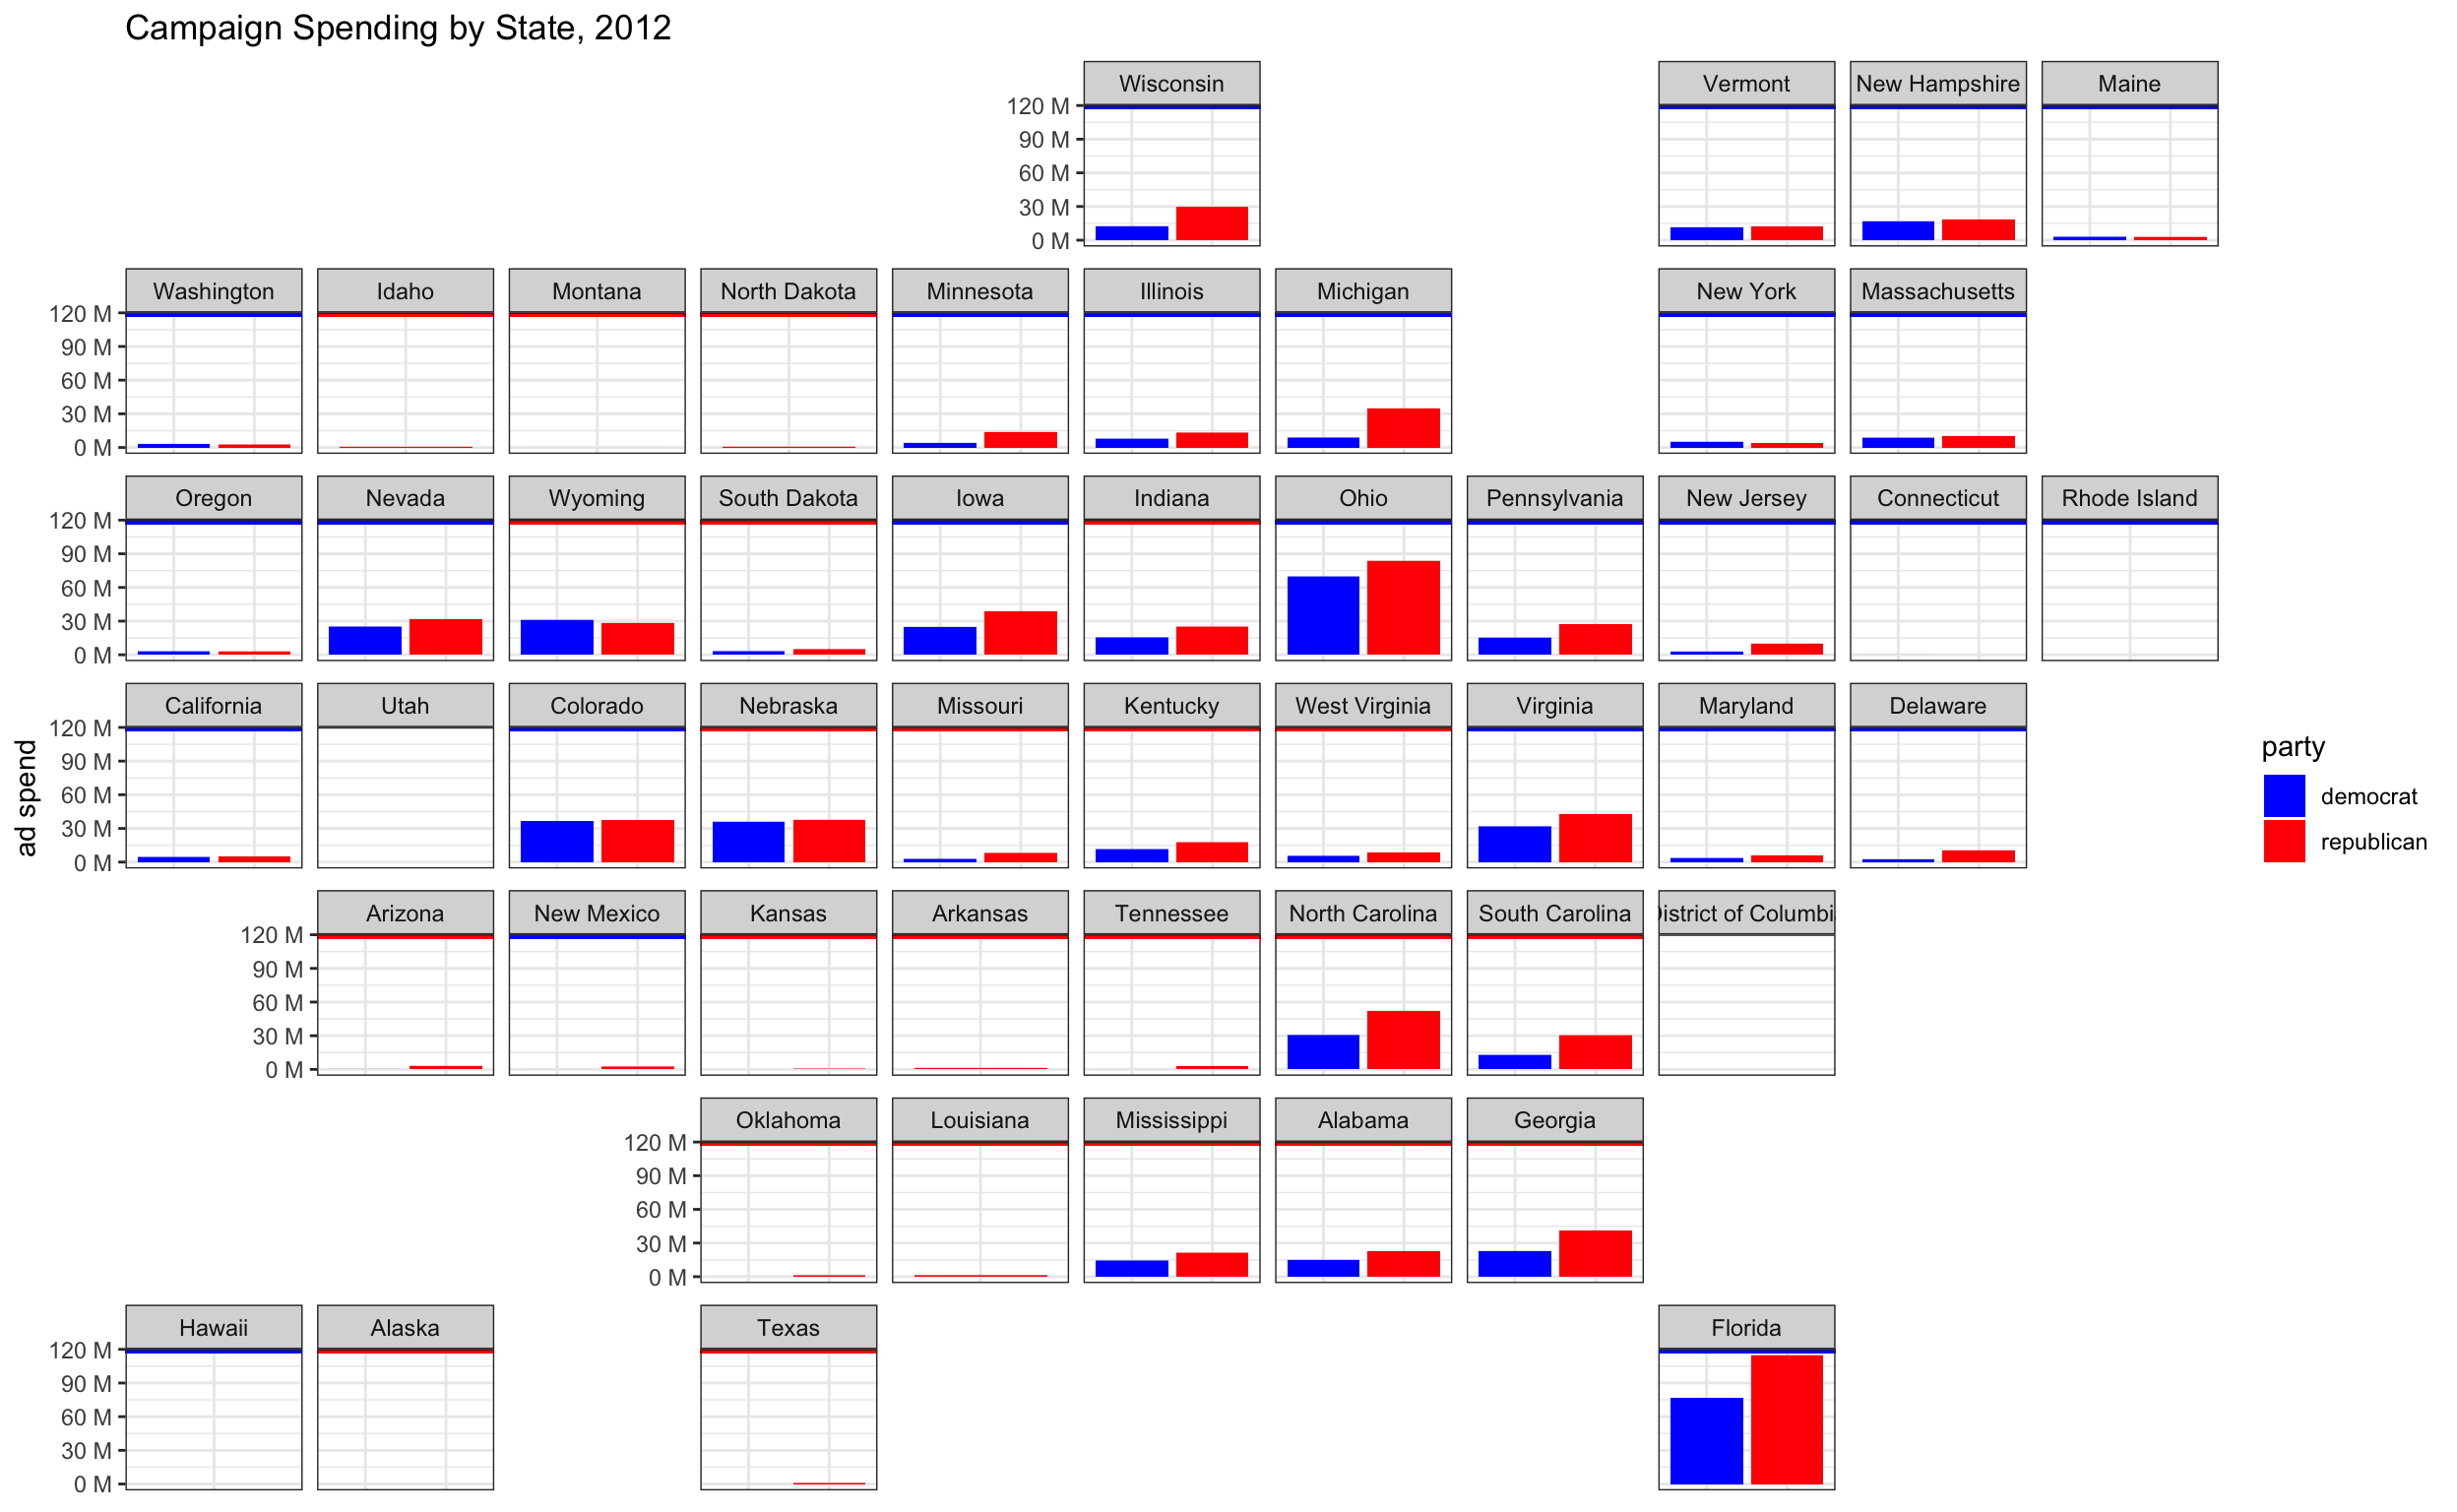 Campaign Spending by State, 2012
Wisconsin
Vermont
New Hampshire
Maine
120 M
90 M
60 M
30 M
0 M
Washington
Idaho
Montana
North Dakota
Minnesota
Illinois
Michigan
New York
Massachusetts
120 M
90 M
60 M
30 M
0 M
Oregon
Nevada
Wyoming
South Dakota
Iowa
Indiana
Ohio
Pennsylvania
New Jersey
Connecticut
Rhode Island
120 M
90 M
60 M
30 M
0 M
California
Utah
Colorado
Nebraska
Missouri
Kentucky
West Virginia
Virginia
Maryland
Delaware
120 M
90 M
60 M
30 M
0 M
ad spend
party
democrat
republican
Arizona
New Mexico
Kansas
Arkansas
Tennessee
North Carolina
South Carolina
istrict of Columbi
120 M
90 M
60 M
30 M
0 M
Oklahoma
Louisiana
Mississippi
Alabama
Georgia
120 M
90 M
60 M
30 M
0 M
Hawaii
Alaska
Texas
Florida
120 M
90 M
60 M
30 M
0 M